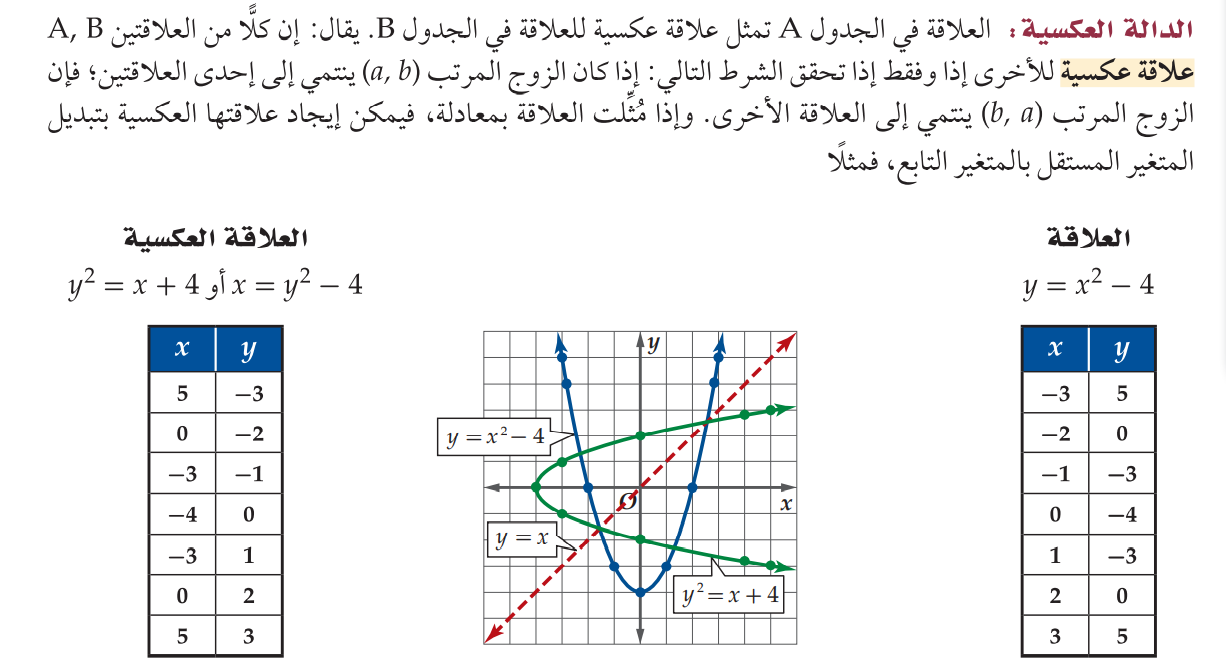 الدالة العكسية: العلاقة في الجدول A تمثل علاقة عكسية للعلاقة في الجدول B. يقال: إن كلًّا من العلاقتين A, B
علاقة عكسية للأخرى إذا وفقط إذا تحقق الشرط التالي: إذا كان الزوج المرتب (a, b) ينتمي إلى إحدى العلاقتين؛ فإن
الزوج المرتب (b, a) ينتمي إلى العلاقة الأخرى. وإذا مُثِّلت العلاقة بمعادلة، فيمكن إيجاد علاقتها العكسية بتبديل
المتغير المستقل بالمتغير التابع، فمثلًا
العلاقة
y = x² − 4
x y
−3 5
−2 0
−1 −3
0 −4
1 −3
2 0
3 5
y
x
O
y = x² − 4
y = x
y² = x + 4
العلاقة العكسية
x = y² − 4 أو y² = x + 4
x y
5 −3
0 −2
−3 −1
−4 0
−3 1
0 2
5 3